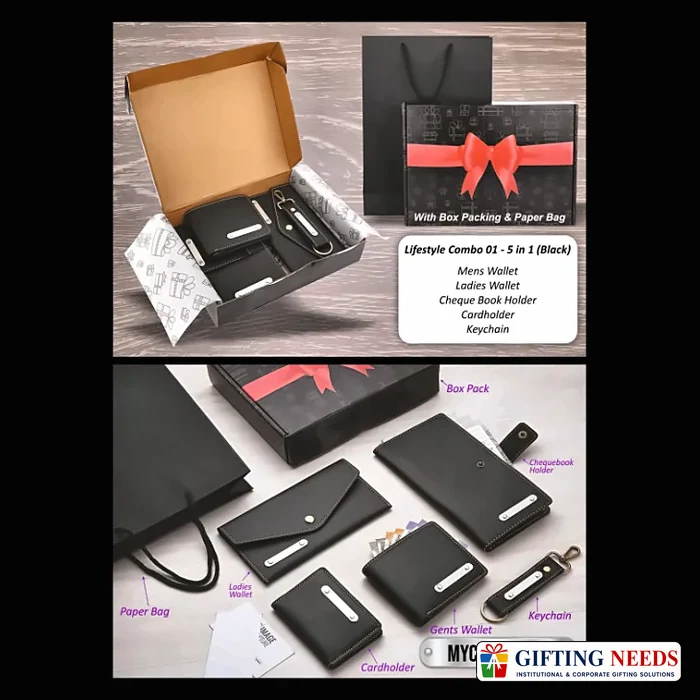 With Box Packing & Paper Bag
Lifestyle Combo 01 - 5 in 1 (Black)
Mens Wallet
Ladies Wallet
Cheque Book Holder
Cardholder
Keychain
Box Pack
Chequebook
Holder
Ladies
Wallet
Paper Bag
Keychain
Gents Wallet
Cardholder
MYC
GIFTING NEEDS
INSTITUTIONAL & CORPORATE GIFTING SOLUTIONS